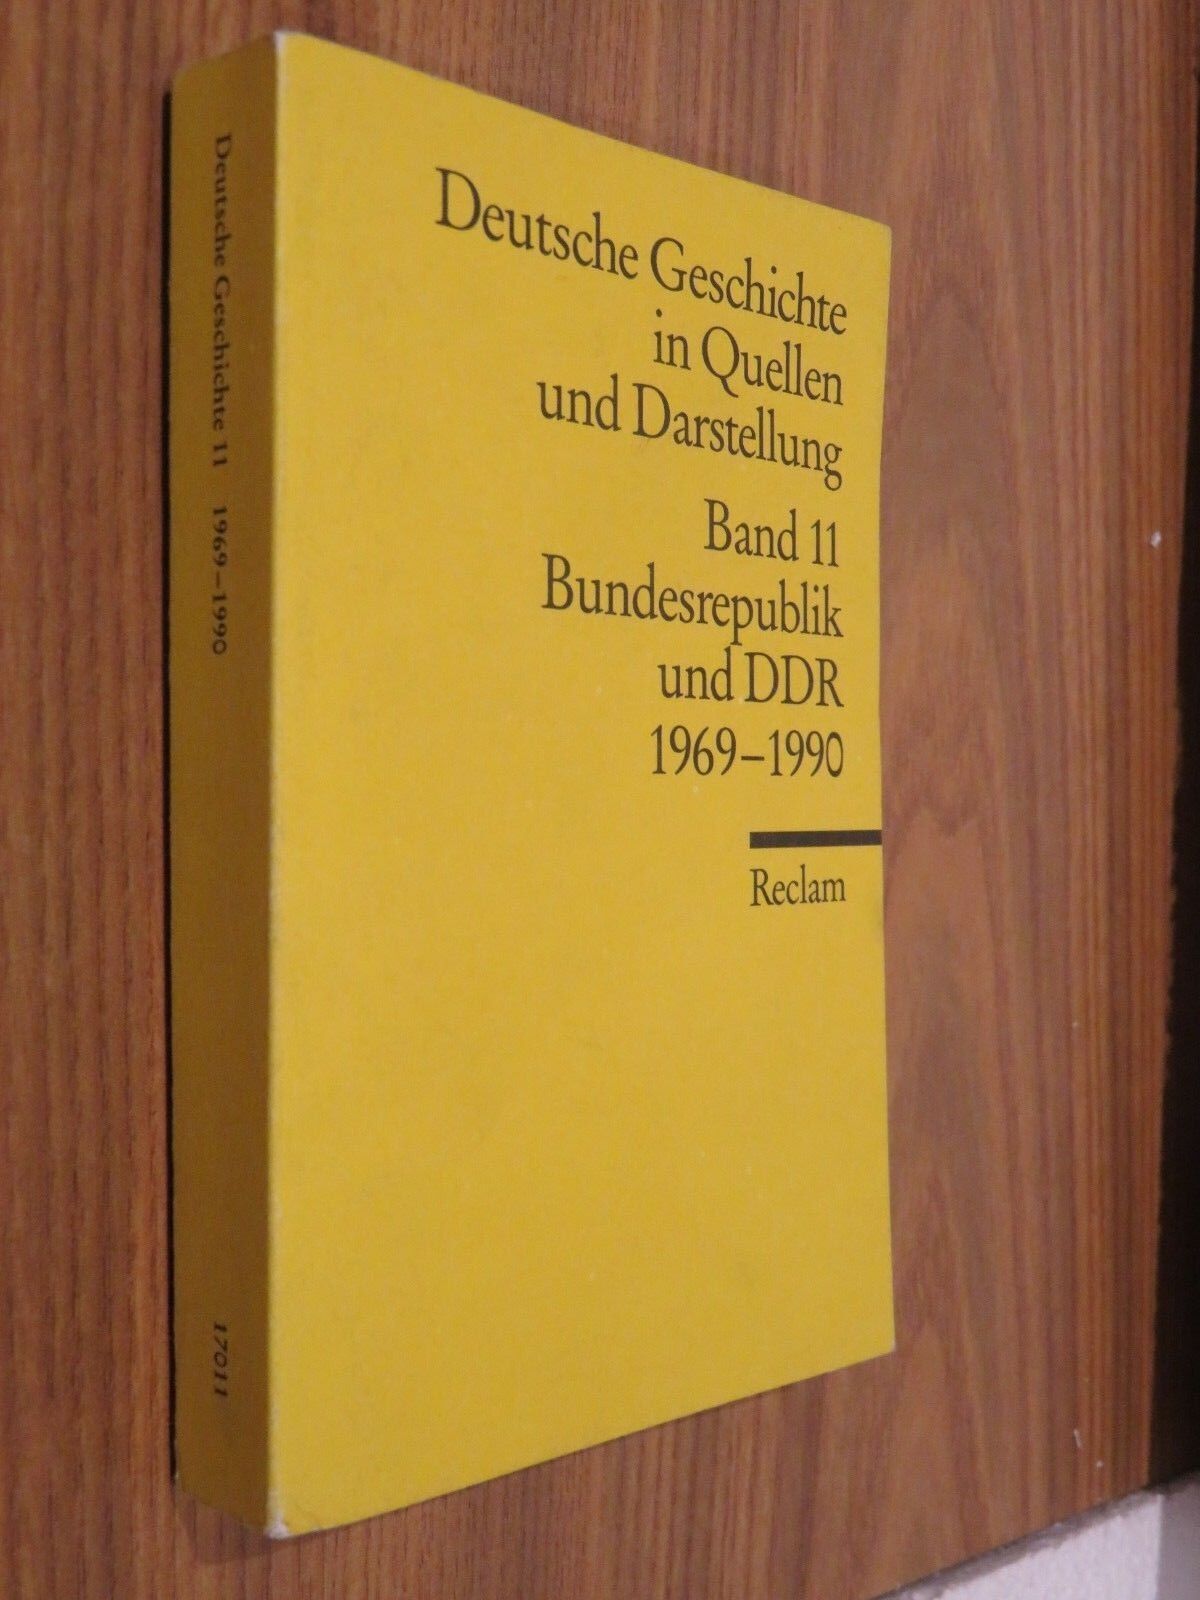 Deutsche Geschichte
in Quellen
und Darstellung
Band 11
Bundesrepublik
und DDR
1969–1990
Reclam
Deutsche Geschichte 11 1969–1990
17011